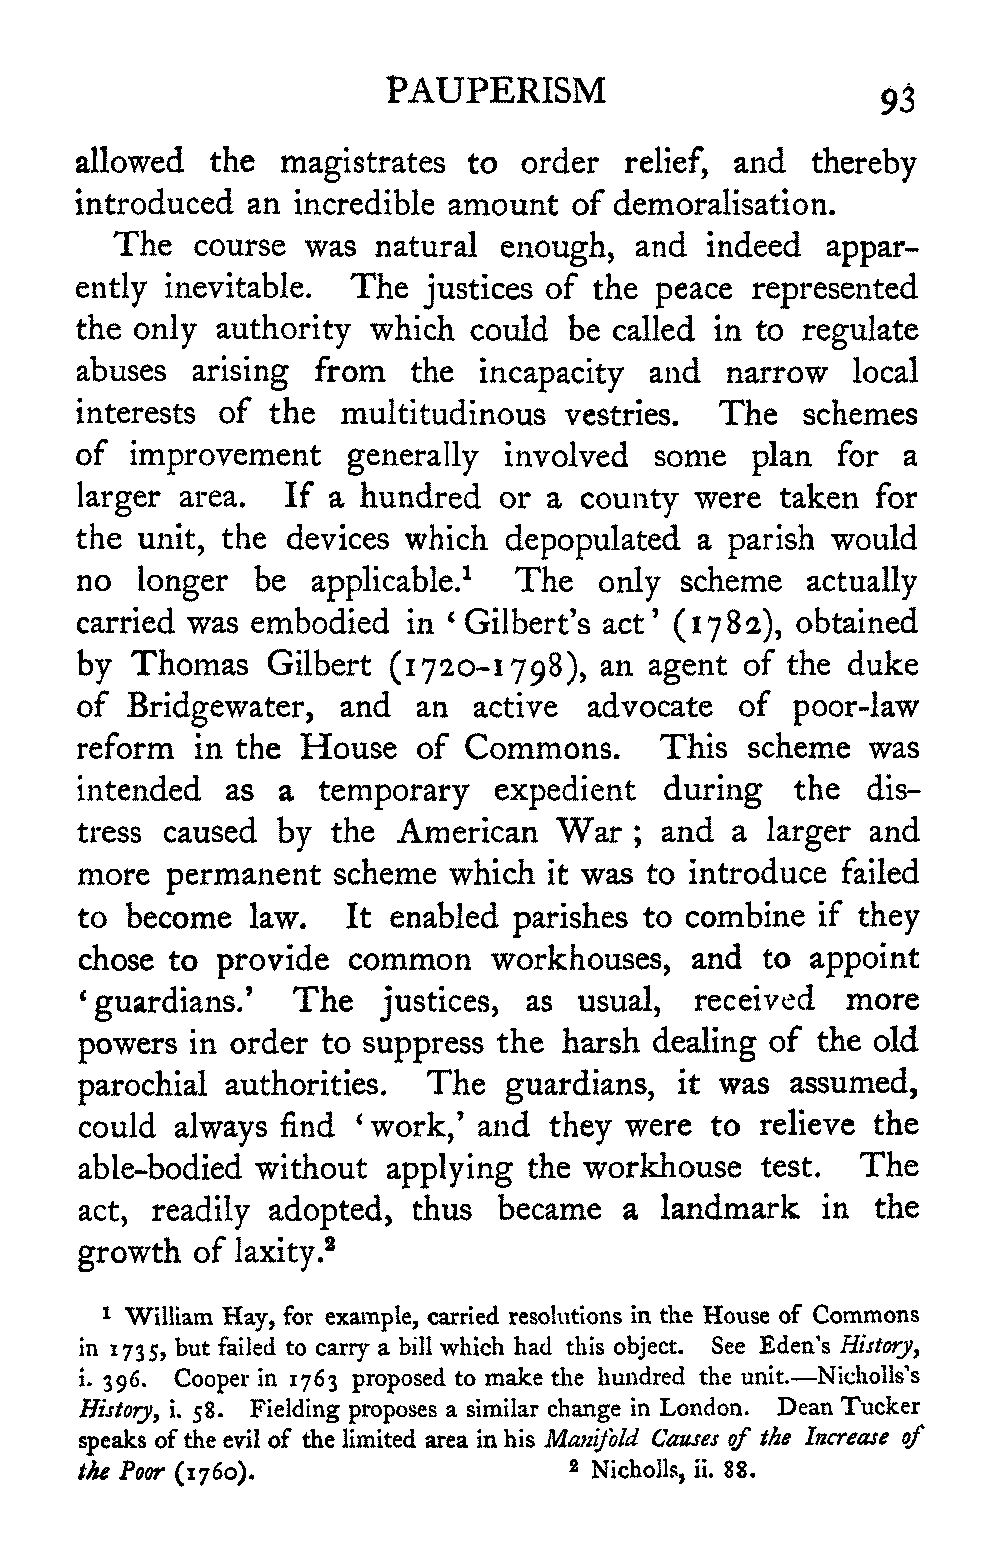 PAUPERISM 93
allowed the magistrates to order relief, and thereby
introduced an incredible amount of demoralisation.
The course was natural enough, and indeed appar-
ently inevitable. The justices of the peace represented
the only authority which could be called in to regulate
abuses arising from the incapacity and narrow local
interests of the multitudinous vestries. The schemes
of improvement generally involved some plan for a
larger area. If a hundred or a county were taken for
the unit, the devices which depopulated a parish would
no longer be applicable.¹ The only scheme actually
carried was embodied in ‘Gilbert's act’ (1782), obtained
by Thomas Gilbert (1720-1798), an agent of the duke
of Bridgewater, and an active advocate of poor-law
reform in the House of Commons. This scheme was
intended as a temporary expedient during the dis-
tress caused by the American War ; and a larger and
more permanent scheme which it was to introduce failed
to become law. It enabled parishes to combine if they
chose to provide common workhouses, and to appoint
‘guardians.’ The justices, as usual, received more
powers in order to suppress the harsh dealing of the old
parochial authorities. The guardians, it was assumed,
could always find ‘work,’ and they were to relieve the
able-bodied without applying the workhouse test. The
act, readily adopted, thus became a landmark in the
growth of laxity.²
¹ William Hay, for example, carried resolutions in the House of Commons
in 1735, but failed to carry a bill which had this object. See Eden's History,
i. 396. Cooper in 1763 proposed to make the hundred the unit.—Nicholls's
History, i. 58. Fielding proposes a similar change in London. Dean Tucker
speaks of the evil of the limited area in his Manifold Causes of the Increase of
the Poor (1760). ² Nicholls, ii. 88.